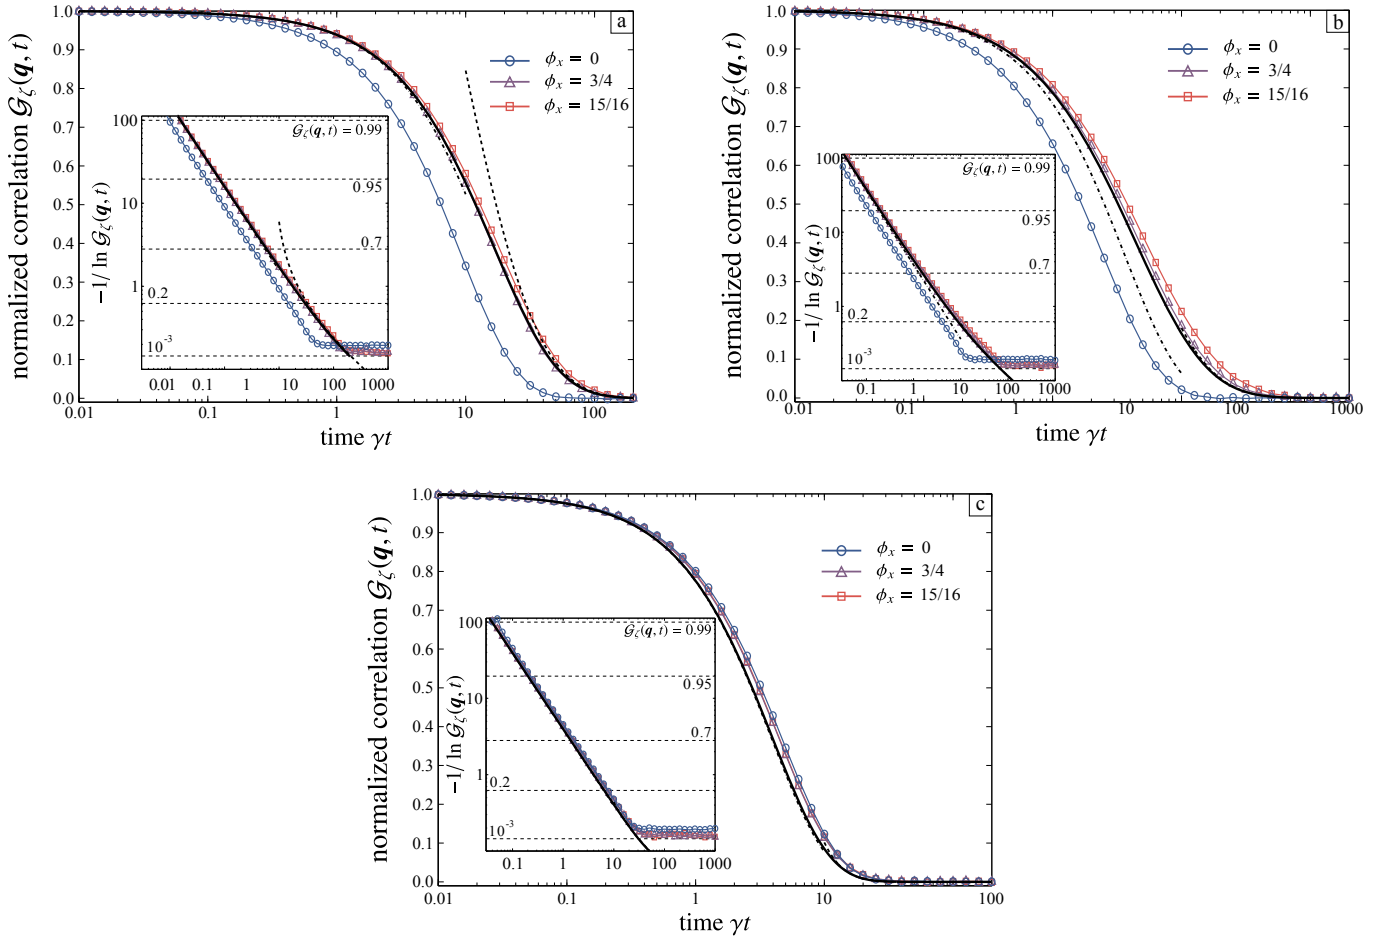 a
normalized correlation 𝒢ζ(q, t)
1.0
0.9
0.8
0.7
0.6
0.5
0.4
0.3
0.2
0.1
0.0
ϕx = 0
ϕx = 3/4
ϕx = 15/16
−1/ ln 𝒢ζ(q, t)
100
10
1
𝒢ζ(q, t) = 0.99
0.95
0.7
0.2
10-3
0.01 0.1 1 10 100 1000
0.01 0.1 1 10 100
time γt
b
normalized correlation 𝒢ζ(q, t)
1.0
0.9
0.8
0.7
0.6
0.5
0.4
0.3
0.2
0.1
0.0
ϕx = 0
ϕx = 3/4
ϕx = 15/16
−1/ ln 𝒢ζ(q, t)
100
10
1
𝒢ζ(q, t) = 0.99
0.95
0.7
0.2
10-3
0.1 1 10 100 1000
0.01 0.1 1 10 100 1000
time γt
c
normalized correlation 𝒢ζ(q, t)
1.0
0.9
0.8
0.7
0.6
0.5
0.4
0.3
0.2
0.1
0.0
ϕx = 0
ϕx = 3/4
ϕx = 15/16
−1/ ln 𝒢ζ(q, t)
100
10
1
𝒢ζ(q, t) = 0.99
0.95
0.7
0.2
10-3
0.1 1 10 100 1000
0.01 0.1 1 10 100
time γt